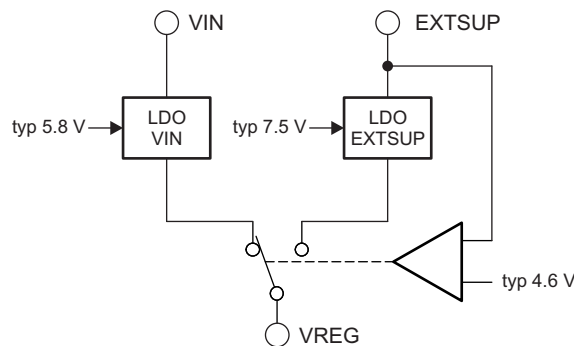 VIN
EXTSUP
typ 5.8 V
LDO
VIN
typ 7.5 V
LDO
EXTSUP
typ 4.6 V
VREG